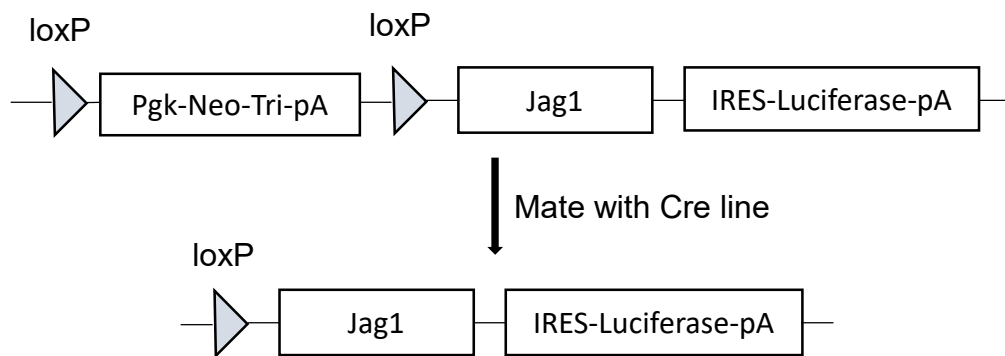 loxP
loxP
Pgk-Neo-Tri-pA
Jag1
IRES-Luciferase-pA
Mate with Cre line
loxP
Jag1
IRES-Luciferase-pA